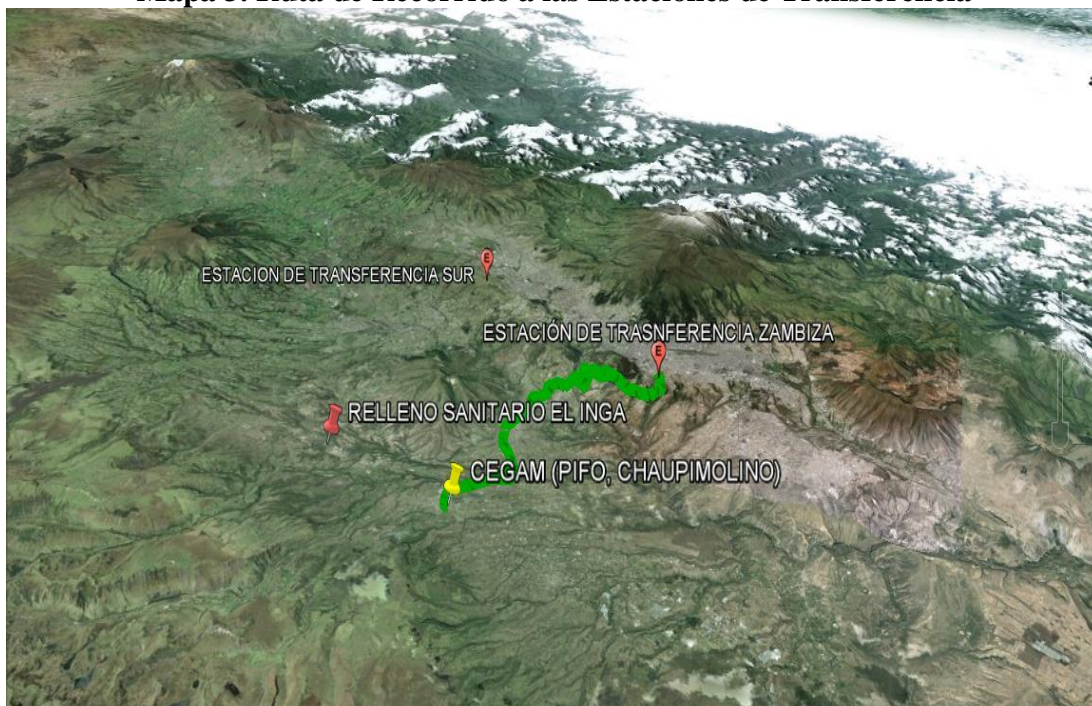 Mapa 3: Ruta de Recorrido a las Estaciones de Transferencia
E
ESTACION DE TRANSFERENCIA SUR
ESTACIÓN DE TRASNFERENCIA ZAMBIZA
E
RELLENO SANITARIO EL INGA
CEGAM (PIFO, CHAUPIMOLINO)